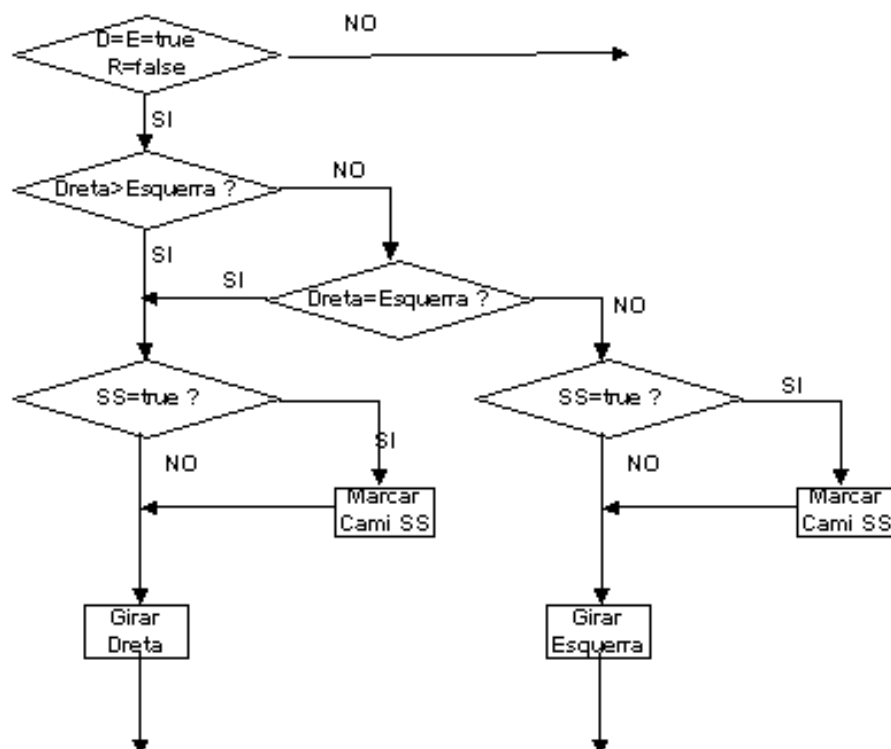 NO
D=E=true
R=false
SI
Dreta>Esquerra ?
NO
SI
SI
Dreta=Esquerra ?
NO
SS=true ?
SS=true ?
SI
SI
NO
NO
Marcar
Cami SS
Marcar
Cami SS
Girar
Dreta
Girar
Esquerra